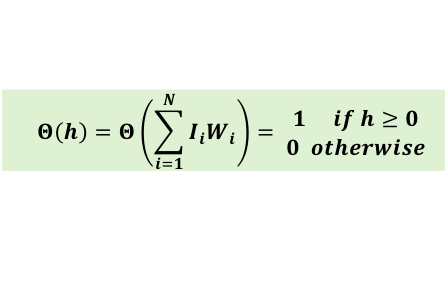 Θ(h) = Θ(∑_{i=1}^{N} I_i W_i) = 1 if h ≥ 0
0 otherwise